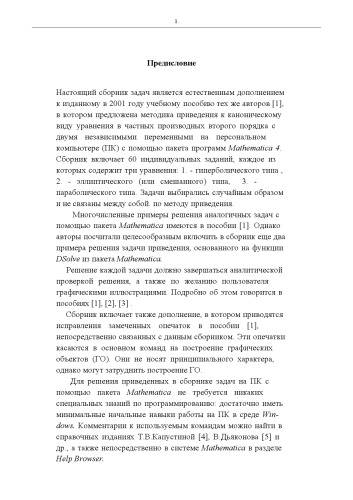 1
Предисловие
Настоящий сборник задач является естественным дополнением
к изданному в 2001 году учебному пособию тех же авторов [1],
в котором предложена методика приведения к каноническому
виду уравнения в частных производных второго порядка с
двумя независимыми переменными на персональном
компьютере (ПК) с помощью пакета программ Mathematica 4.
Сборник включает 60 индивидуальных заданий, каждое из
которых содержит три уравнения: 1. - гиперболического типа ,
2. - эллиптического (или смешанного) типа, 3. -
параболического типа. Задачи выбирались случайным образом
и не связаны между собой по методу приведения.
Многочисленные примеры решения аналогичных задач с
помощью пакета Mathematica имеются в пособии [1]. Однако
авторы посчитали целесообразным включить в сборник еще два
примера решения задачи приведения, основанного на функции
DSolve из пакета Mathematica.
Решение каждой задачи должно завершаться аналитической
проверкой решения, а также по желанию пользователя
графическими иллюстрациями. Подробно об этом говорится в
пособиях [1], [2], [3] .
Сборник включает также дополнение, в котором приводятся
исправления замеченных опечаток в пособии [1],
непосредственно связанных с данным сборником. Эти опечатки
касаются в основном команд на построение графических
объектов (ГО). Они не носят принципиального характера,
однако могут затруднить построение ГО.
Для решения приведенных в сборнике задач на ПК с
помощью пакета Mathematica не требуется никаких
специальных знаний по программированию: достаточно иметь
минимальные начальные навыки работы на ПК в среде Win-
dows. Комментарии к используемым командам можно найти в
справочных изданиях Т.В.Капустиной [4], В.Дьяконова [5] и
др., а также непосредственно в системе Mathematica в разделе
Help Browser.